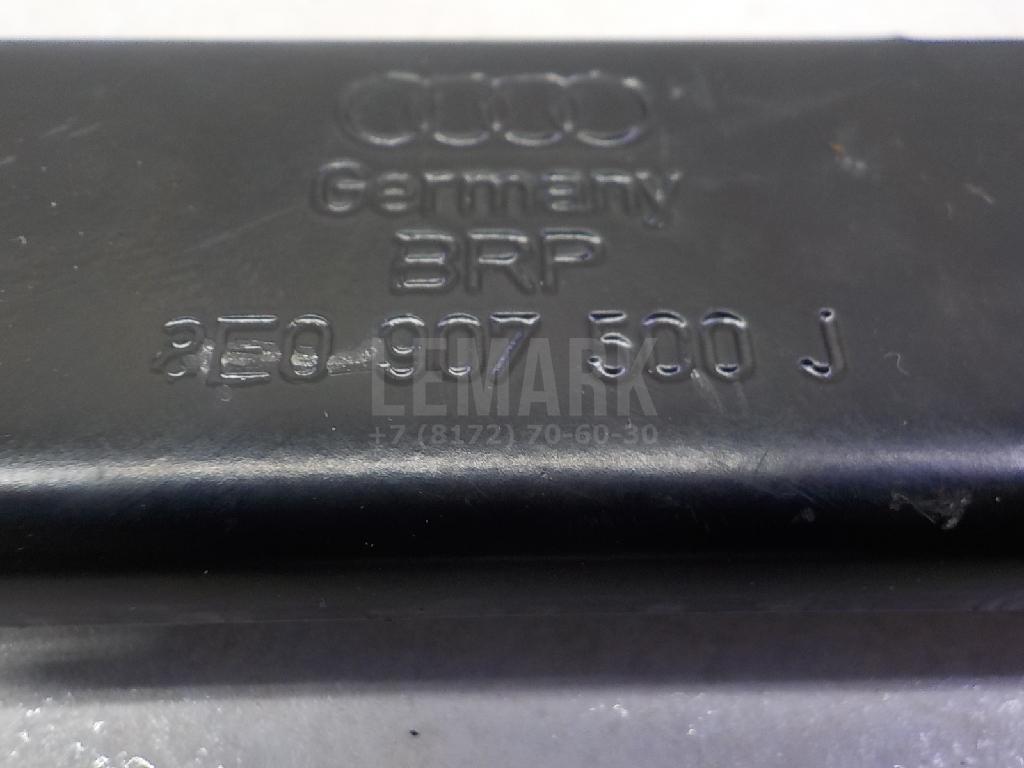 Germany
BRP
8E0 907 500 J
LEMARK
+7 (8172) 70-60-30